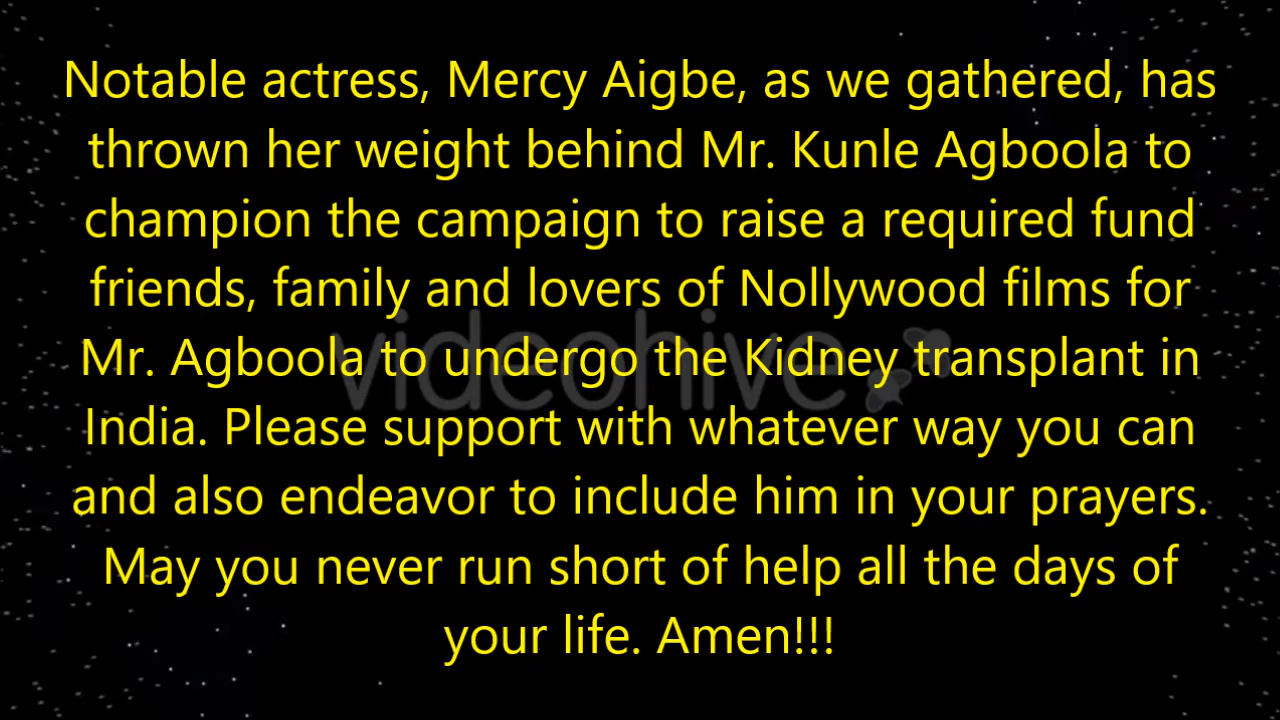 Notable actress, Mercy Aigbe, as we gathered, has
thrown her weight behind Mr. Kunle Agboola to
champion the campaign to raise a required fund
friends, family and lovers of Nollywood films for
videohive
Mr. Agboola to undergo the Kidney transplant in
India. Please support with whatever way you can
and also endeavor to include him in your prayers.
May you never run short of help all the days of
your life. Amen!!!